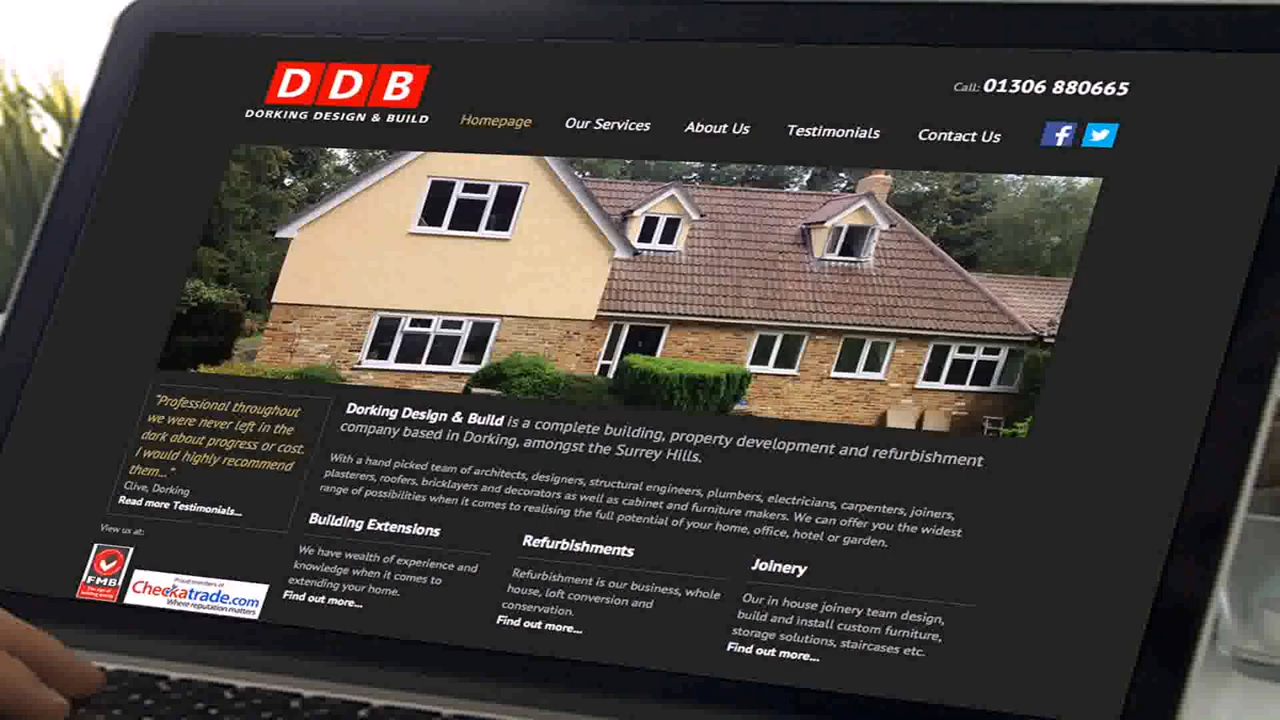 DDB
DORKING DESIGN & BUILD
Call: 01306 880665
Homepage
Our Services
About Us
Testimonials
Contact Us
"Professional throughout
we were never left in the
dark about progress or cost.
I would highly recommend
them..."
Clive, Dorking
Read more Testimonials...
View us at:
FMB
Proud members of
Checkatrade.com
Where reputation matters
Dorking Design & Build is a complete building, property development and refurbishment
company based in Dorking, amongst the Surrey Hills.
With a hand picked team of architects, designers, structural engineers, plumbers, electricians, carpenters, joiners,
plasterers, roofers, bricklayers and decorators as well as cabinet and furniture makers. We can offer you the widest
range of possibilities when it comes to realising the full potential of your home, office, hotel or garden.
Building Extensions
We have wealth of experience and
knowledge when it comes to
extending your home.
Find out more...
Refurbishments
Refurbishment is our business, whole
house, loft conversion and
conservation.
Find out more...
Joinery
Our in house joinery team design,
build and install custom furniture,
storage solutions, staircases etc.
Find out more...